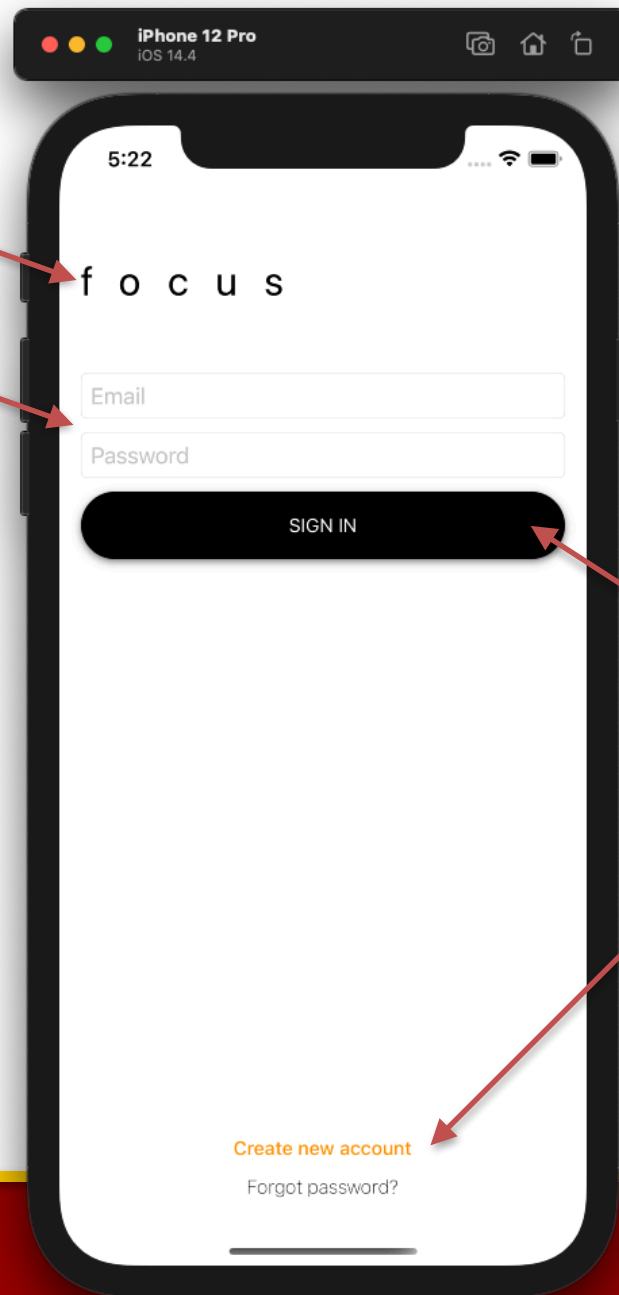 iPhone 12 Pro
iOS 14.4
5:22
f o c u s
Email
Password
SIGN IN
Create new account
Forgot password?